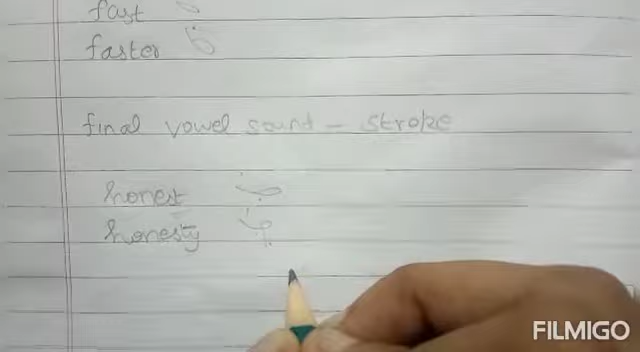 fast
faster
final vowel sound – stroke
honest
honesty
FILMIGO